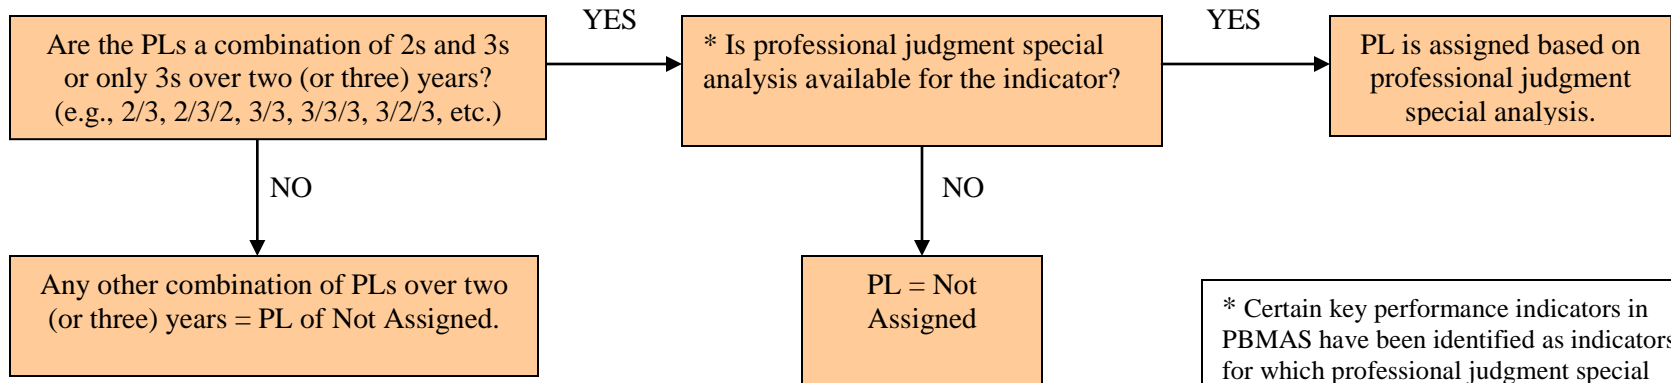 Are the PLs a combination of 2s and 3s
or only 3s over two (or three) years?
(e.g., 2/3, 2/3/2, 3/3, 3/3/3, 3/2/3, etc.)
YES
* Is professional judgment special
analysis available for the indicator?
YES
PL is assigned based on
professional judgment
special analysis.
NO
NO
Any other combination of PLs over two
(or three) years = PL of Not Assigned.
PL = Not
Assigned
* Certain key performance indicators in
PBMAS have been identified as indicators
for which professional judgment special